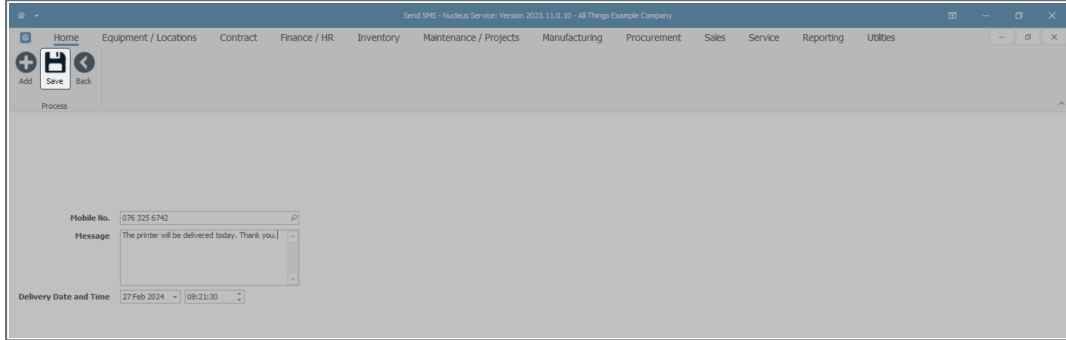 Send SMS - Nucleus Service: Version 2023.11.0.10 - All Things Example Company
Home Equipment / Locations Contract Finance / HR Inventory Maintenance / Projects Manufacturing Procurement Sales Service Reporting Utilities
Add Save Back
Process
Mobile No. 076 325 6742
Message The printer will be delivered today. Thank you.
Delivery Date and Time 27 Feb 2024 08:21:30